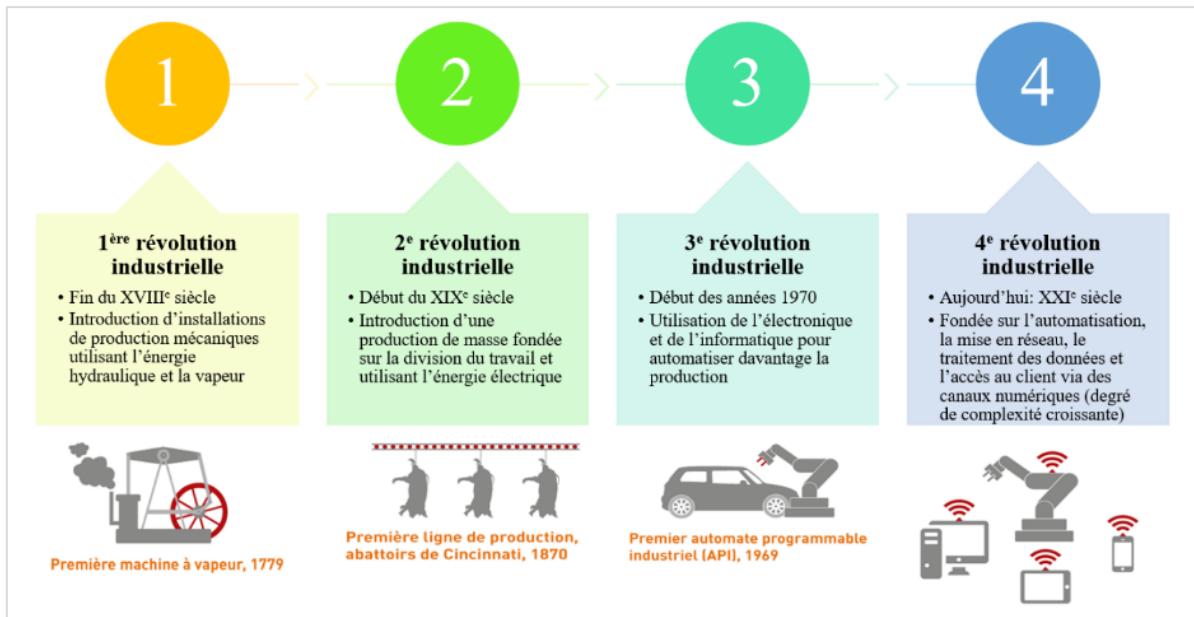 1
2
3
4
1ère révolution
industrielle
• Fin du XVIIIe siècle
• Introduction d’installations
de production mécaniques
utilisant l’énergie
hydraulique et la vapeur
Première machine à vapeur, 1779
2e révolution
industrielle
• Début du XIXe siècle
• Introduction d’une
production de masse fondée
sur la division du travail et
utilisant l’énergie électrique
Première ligne de production,
abattoirs de Cincinnati, 1870
3e révolution
industrielle
• Début des années 1970
• Utilisation de l’électronique
et de l’informatique pour
automatiser davantage la
production
Premier automate programmable
industriel (API), 1969
4e révolution
industrielle
• Aujourd’hui: XXIe siècle
• Fondée sur l’automatisation,
la mise en réseau, le
traitement des données et
l’accès au client via des
canaux numériques (degré
de complexité croissante)